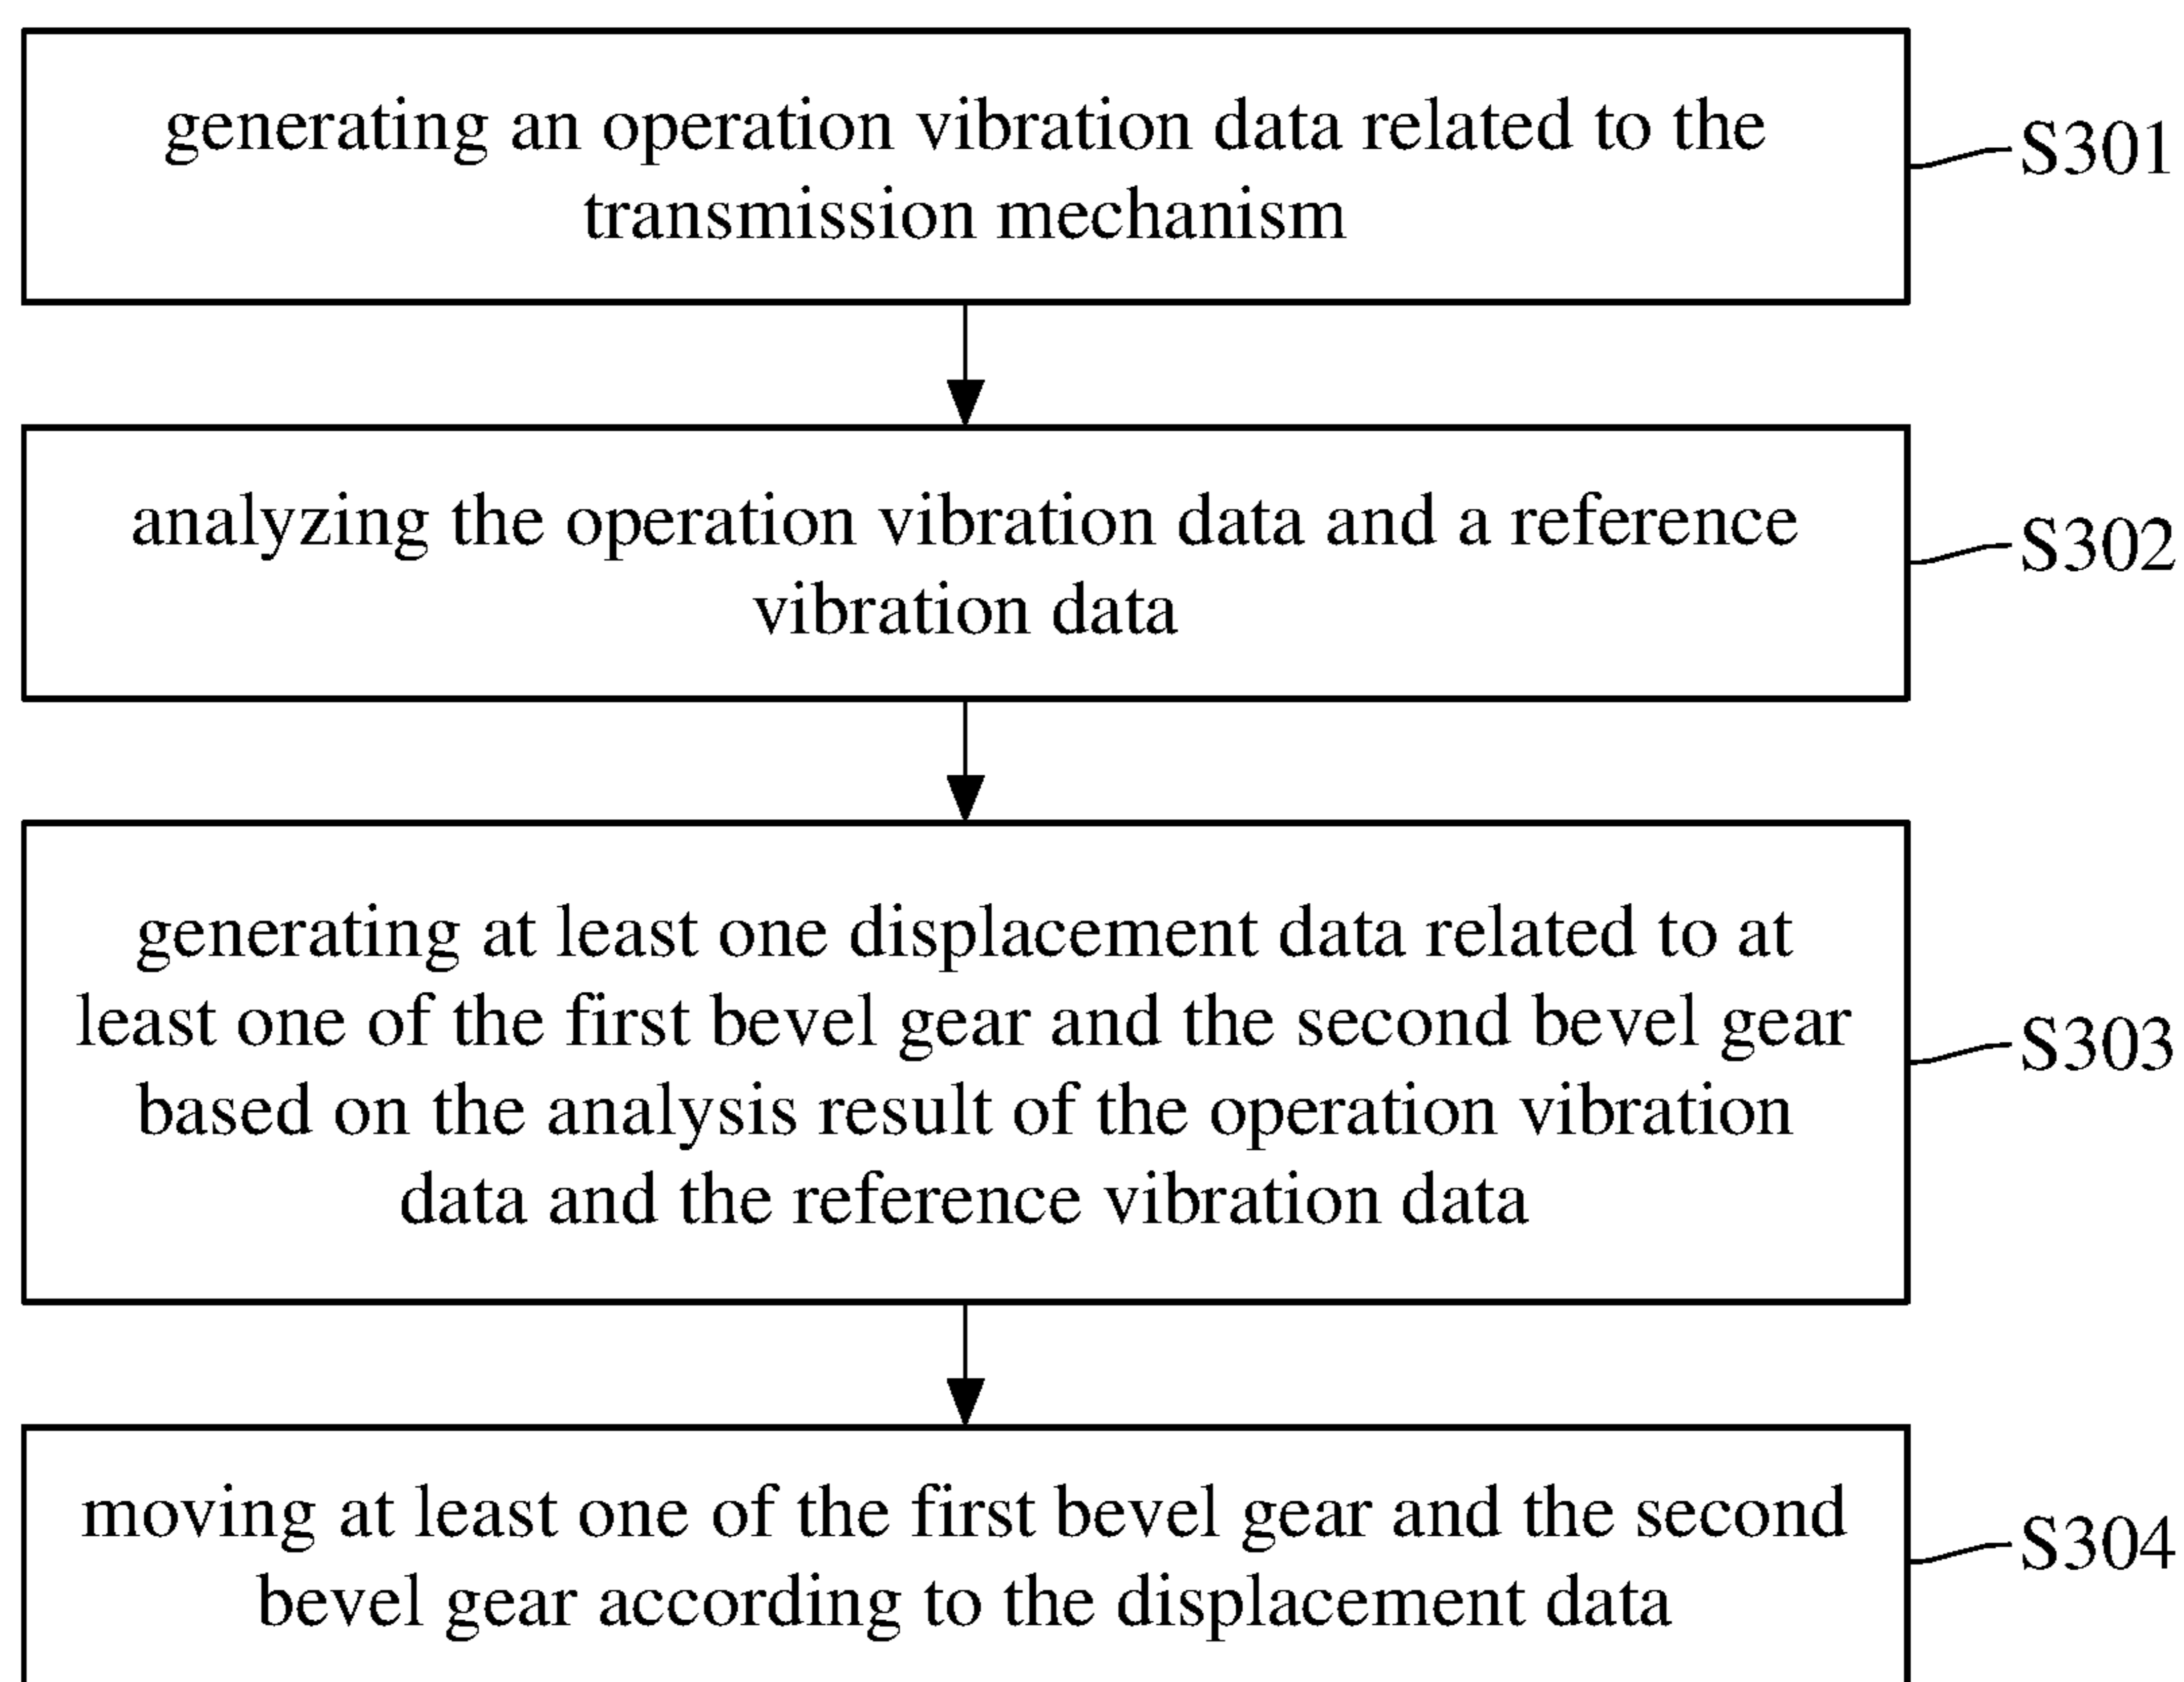 generating an operation vibration data related to the
transmission mechanism
S301
analyzing the operation vibration data and a reference
vibration data
S302
generating at least one displacement data related to at
least one of the first bevel gear and the second bevel gear
based on the analysis result of the operation vibration
data and the reference vibration data
S303
moving at least one of the first bevel gear and the second
bevel gear according to the displacement data
S304